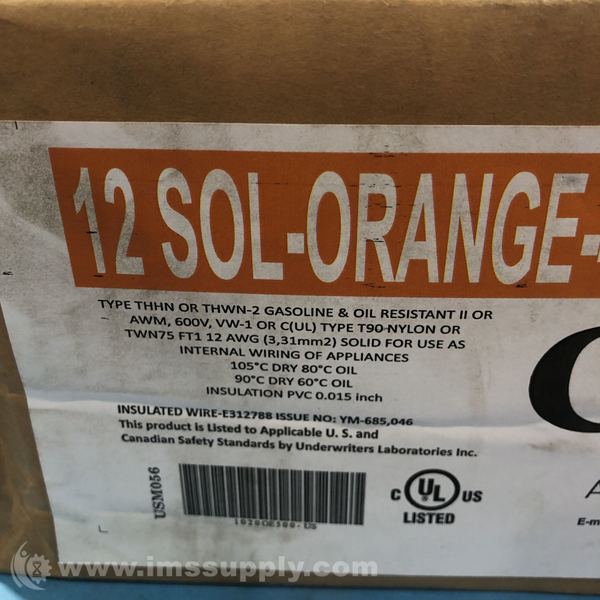 12 SOL-ORANGE-
TYPE THHN OR THWN-2 GASOLINE & OIL RESISTANT II OR
AWM, 600V, VW-1 OR C(UL) TYPE T90-NYLON OR
TWN75 FT1 12 AWG (3,31mm2) SOLID FOR USE AS
INTERNAL WIRING OF APPLIANCES
105°C DRY 80°C OIL
90°C DRY 60°C OIL
INSULATION PVC 0.015 inch
INSULATED WIRE-E312788 ISSUE NO: YM-685,046
This product is Listed to Applicable U. S. and
Canadian Safety Standards by Underwriters Laboratories Inc.
USM056
C UL US
LISTED
E-m
www.imssupply.com